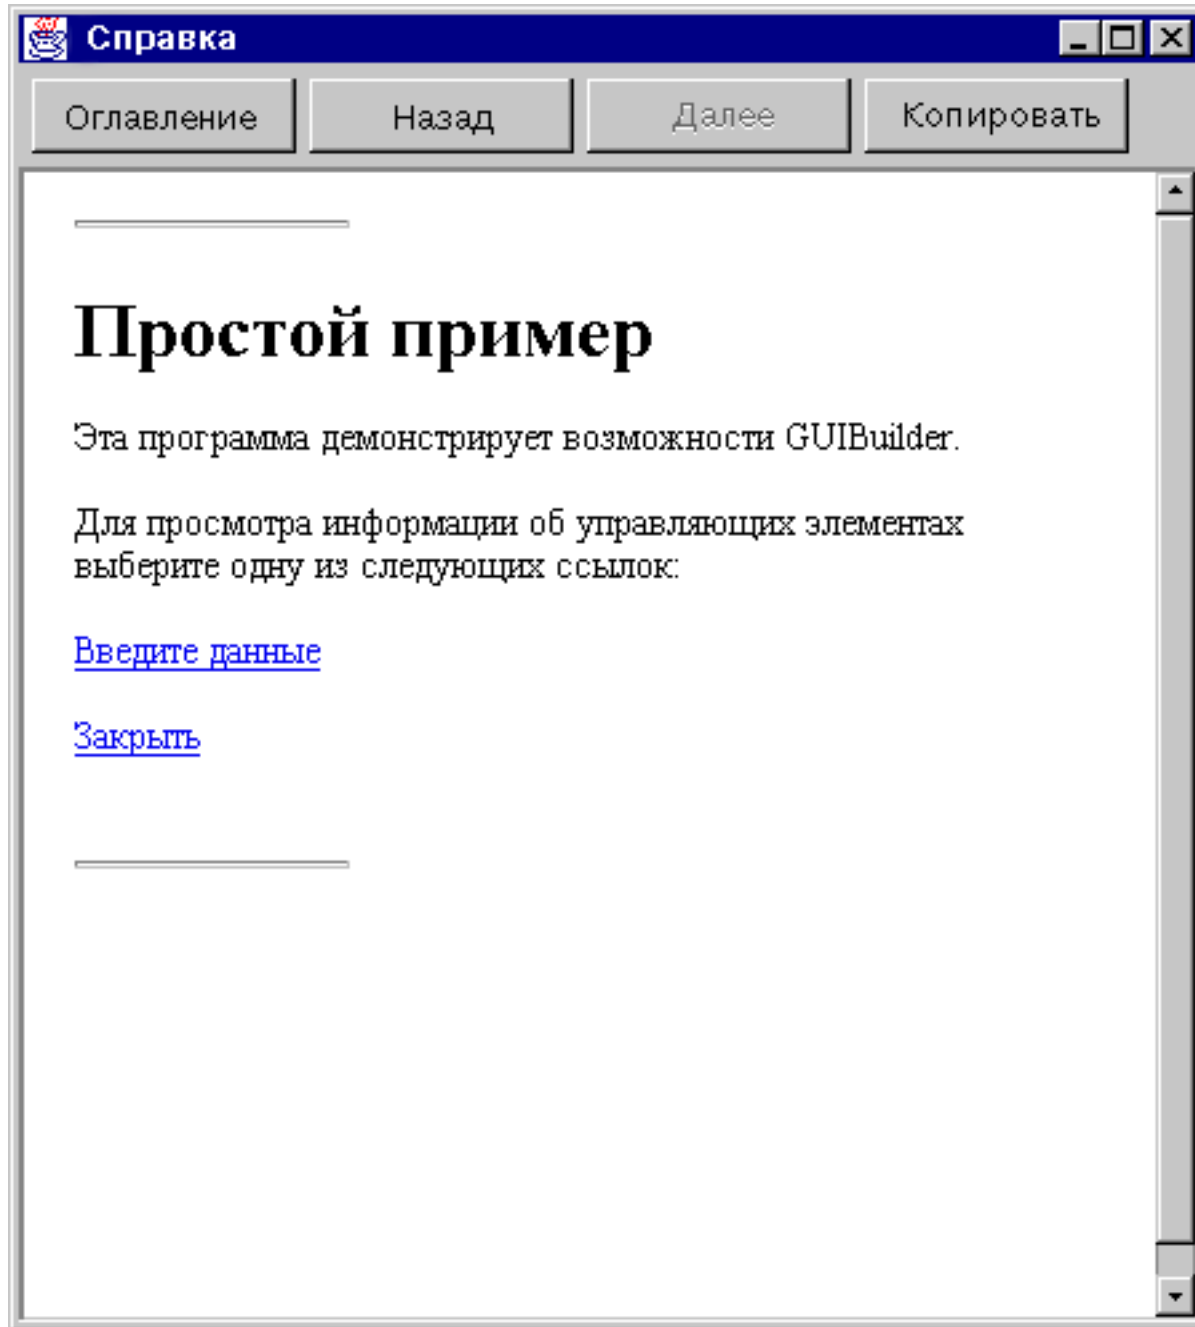 Справка
Оглавление Назад Далее Копировать
Простой пример
Эта программа демонстрирует возможности GUIBuilder.
Для просмотра информации об управляющих элементах
выберите одну из следующих ссылок:
Введите данные
Закрыть